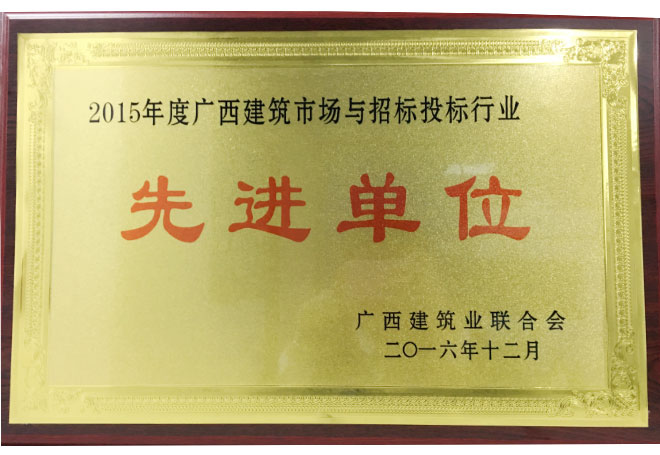 2015年度广西建筑市场与招标投标行业
先进单位
广西建筑业联合会
二〇一六年十二月